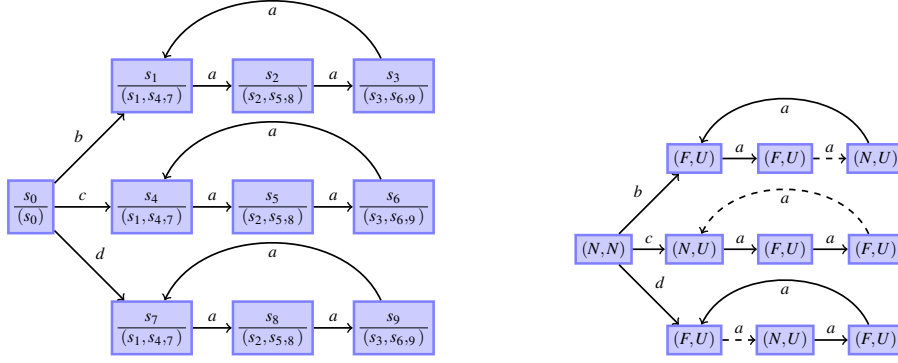 a
s1
(s1, s4,7)
a
s2
(s2, s5,8)
a
s3
(s3, s6,9)
b
a
s0
(s0)
c
s4
(s1, s4,7)
a
s5
(s2, s5,8)
a
s6
(s3, s6,9)
d
a
s7
(s1, s4,7)
a
s8
(s2, s5,8)
a
s9
(s3, s6,9)
a
(F,U) a (F,U) a (N,U)
b
a
(N,N) c (N,U) a (F,U) a (F,U)
d
a
(F,U) a (N,U) a (F,U)